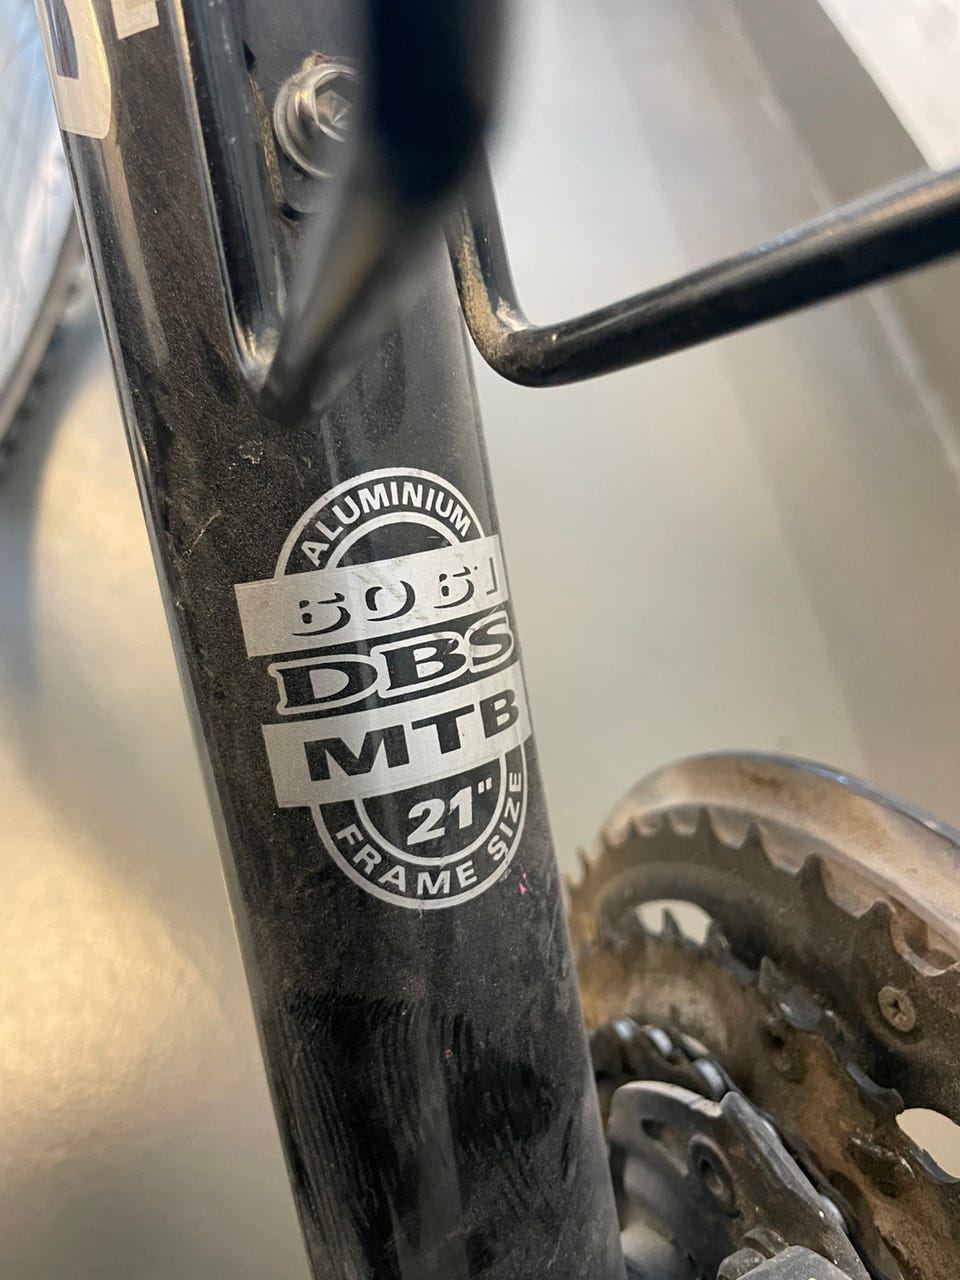 ALUMINIUM
6061
DBS
MTB
21"
FRAME SIZE